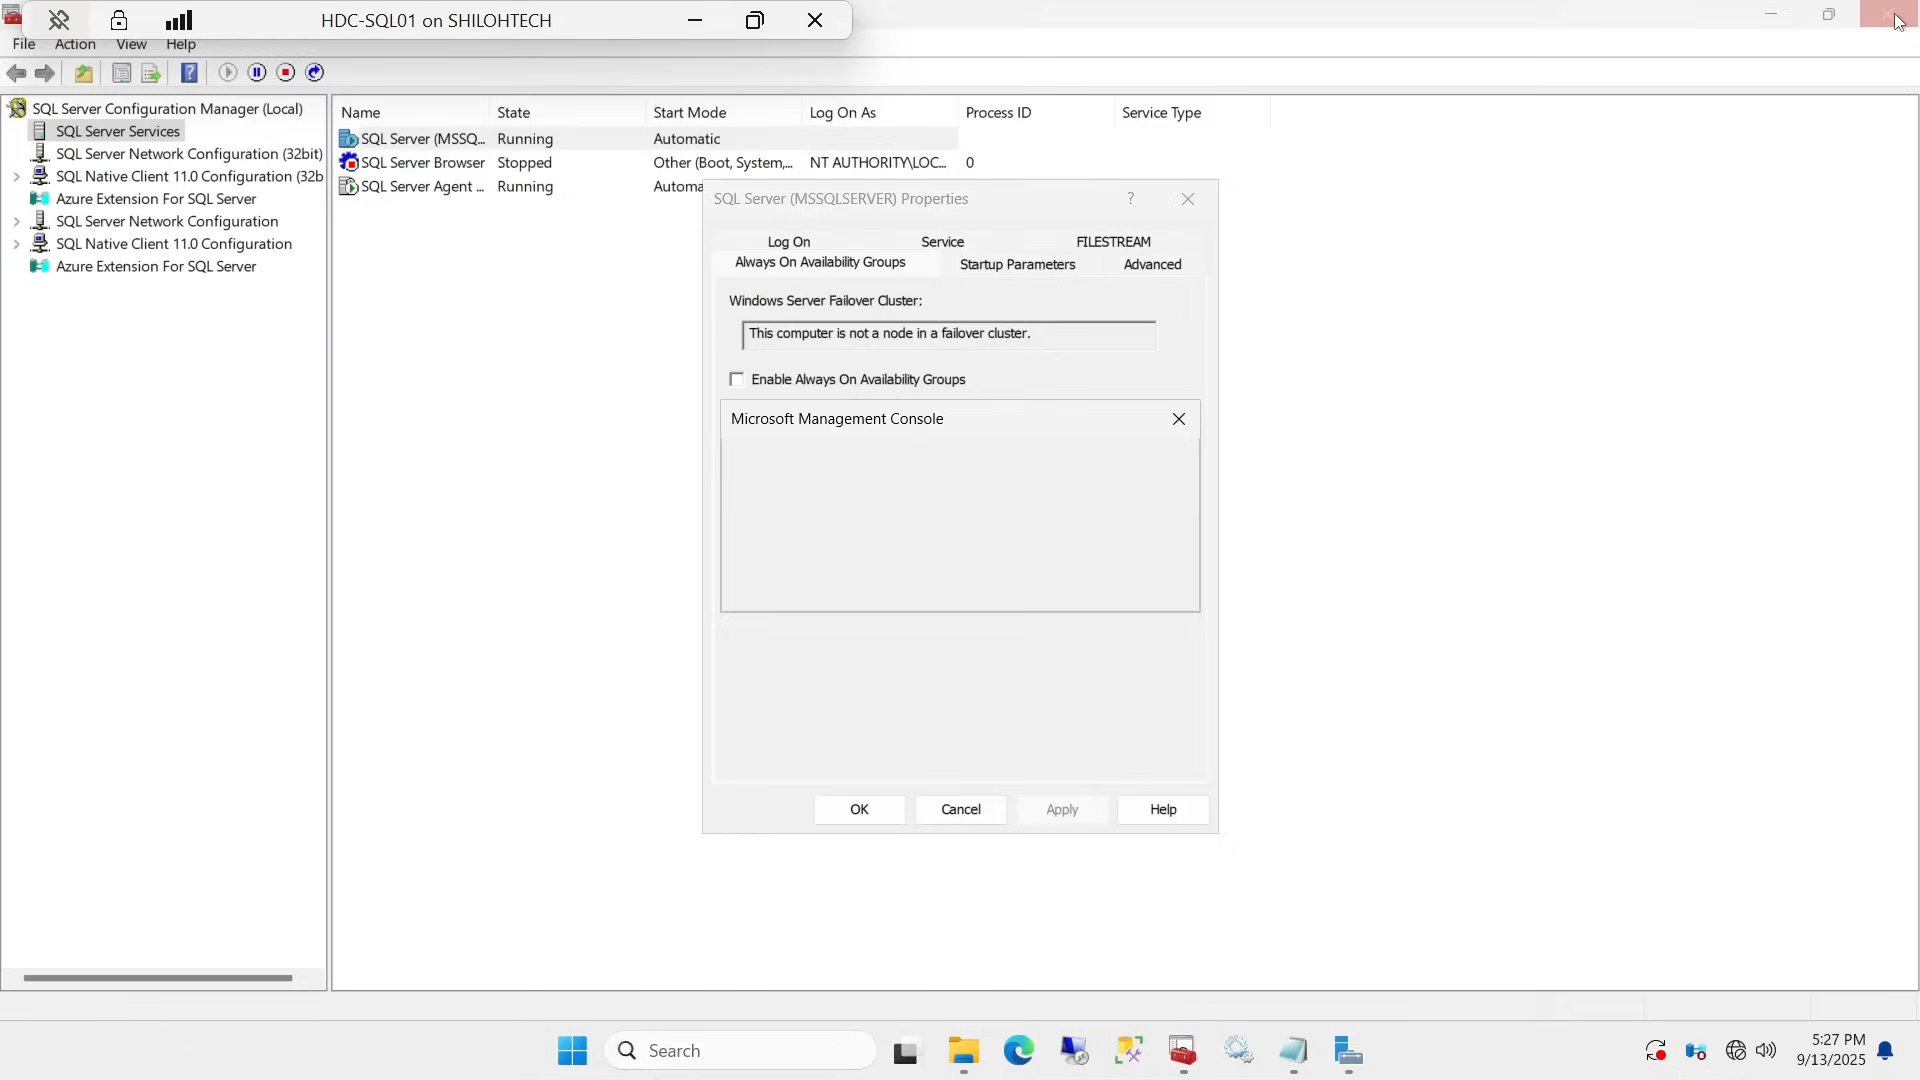 HDC-SQL01 on SHILOHTECH
File Action View Help
SQL Server Configuration Manager (Local)
SQL Server Services
SQL Server Network Configuration (32bit)
SQL Native Client 11.0 Configuration (32b
Azure Extension For SQL Server
SQL Server Network Configuration
SQL Native Client 11.0 Configuration
Azure Extension For SQL Server
Name State Start Mode Log On As Process ID Service Type
SQL Server (MSSQ... Running Automatic
SQL Server Browser Stopped Other (Boot, System,... NT AUTHORITY\LOC... 0
SQL Server Agent ... Running Automa
SQL Server (MSSQLSERVER) Properties ?
Log On Service FILESTREAM
Always On Availability Groups Startup Parameters Advanced
Windows Server Failover Cluster:
This computer is not a node in a failover cluster.
Enable Always On Availability Groups
Microsoft Management Console
OK Cancel Apply Help
Search
5:27 PM
9/13/2025